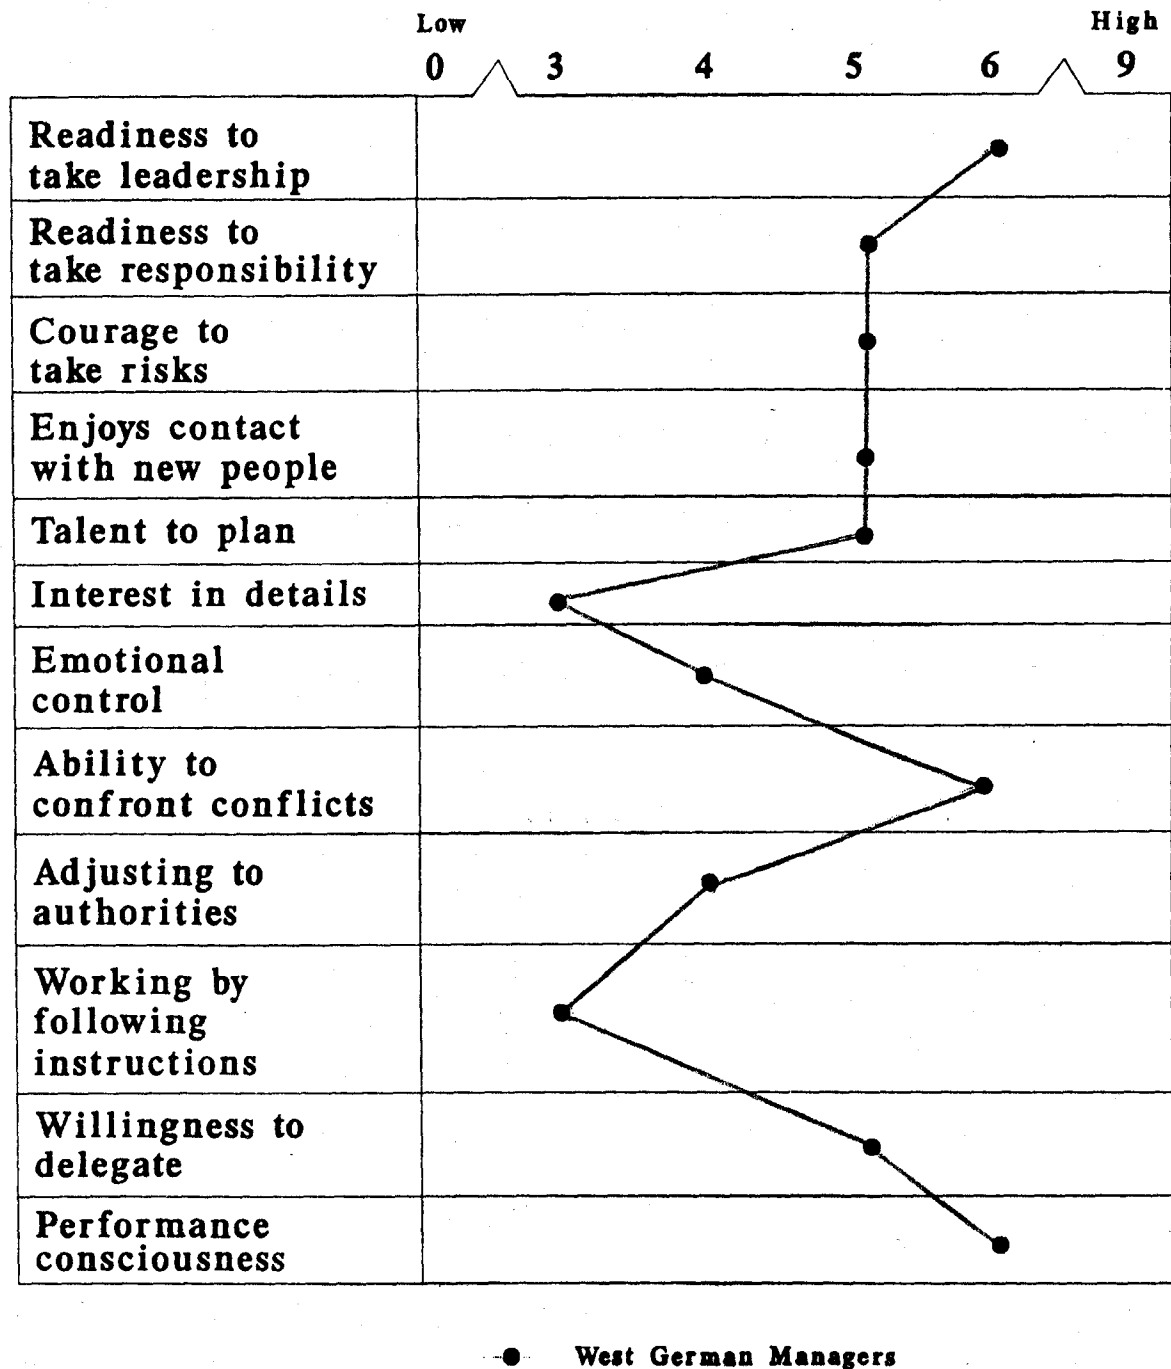 Low High
0 3 4 5 6 9
Readiness to
take leadership
Readiness to
take responsibility
Courage to
take risks
Enjoys contact
with new people
Talent to plan
Interest in details
Emotional
control
Ability to
confront conflicts
Adjusting to
authorities
Working by
following
instructions
Willingness to
delegate
Performance
consciousness
West German Managers